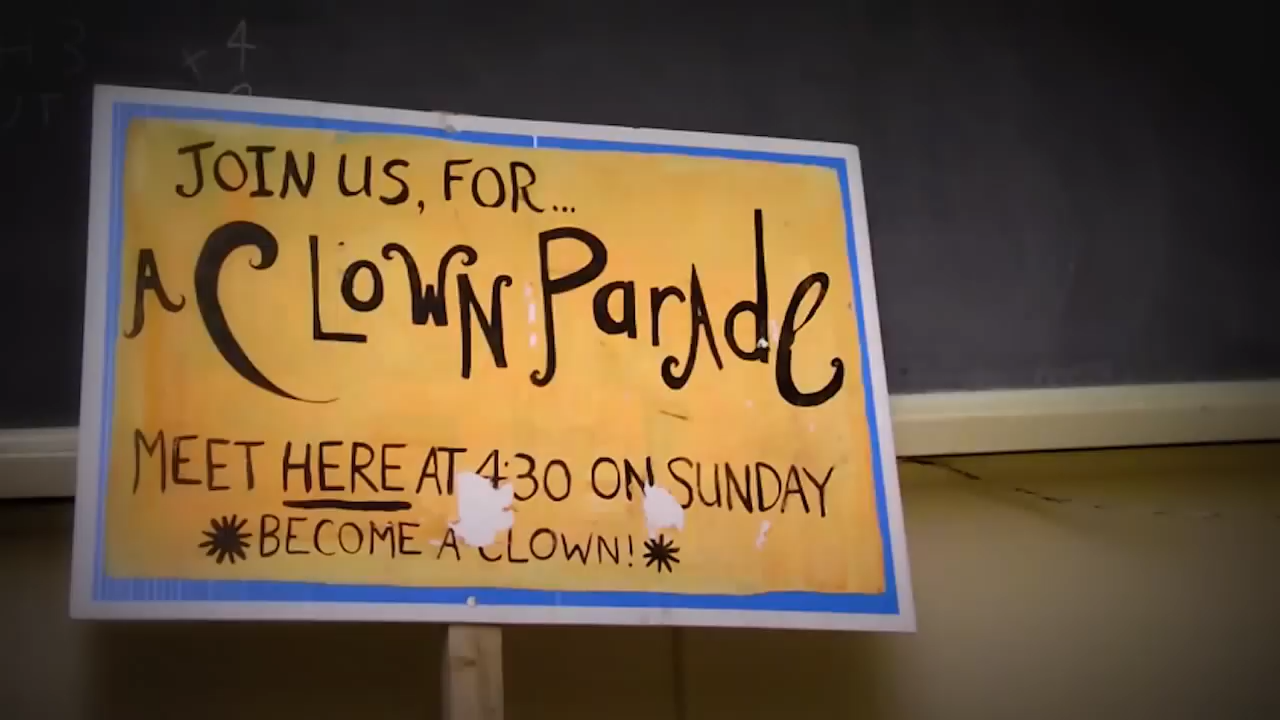 JOIN US, FOR...
A CLOWN PArAde
MEET HERE AT 4:30 ON SUNDAY
*BECOME A CLOWN!*